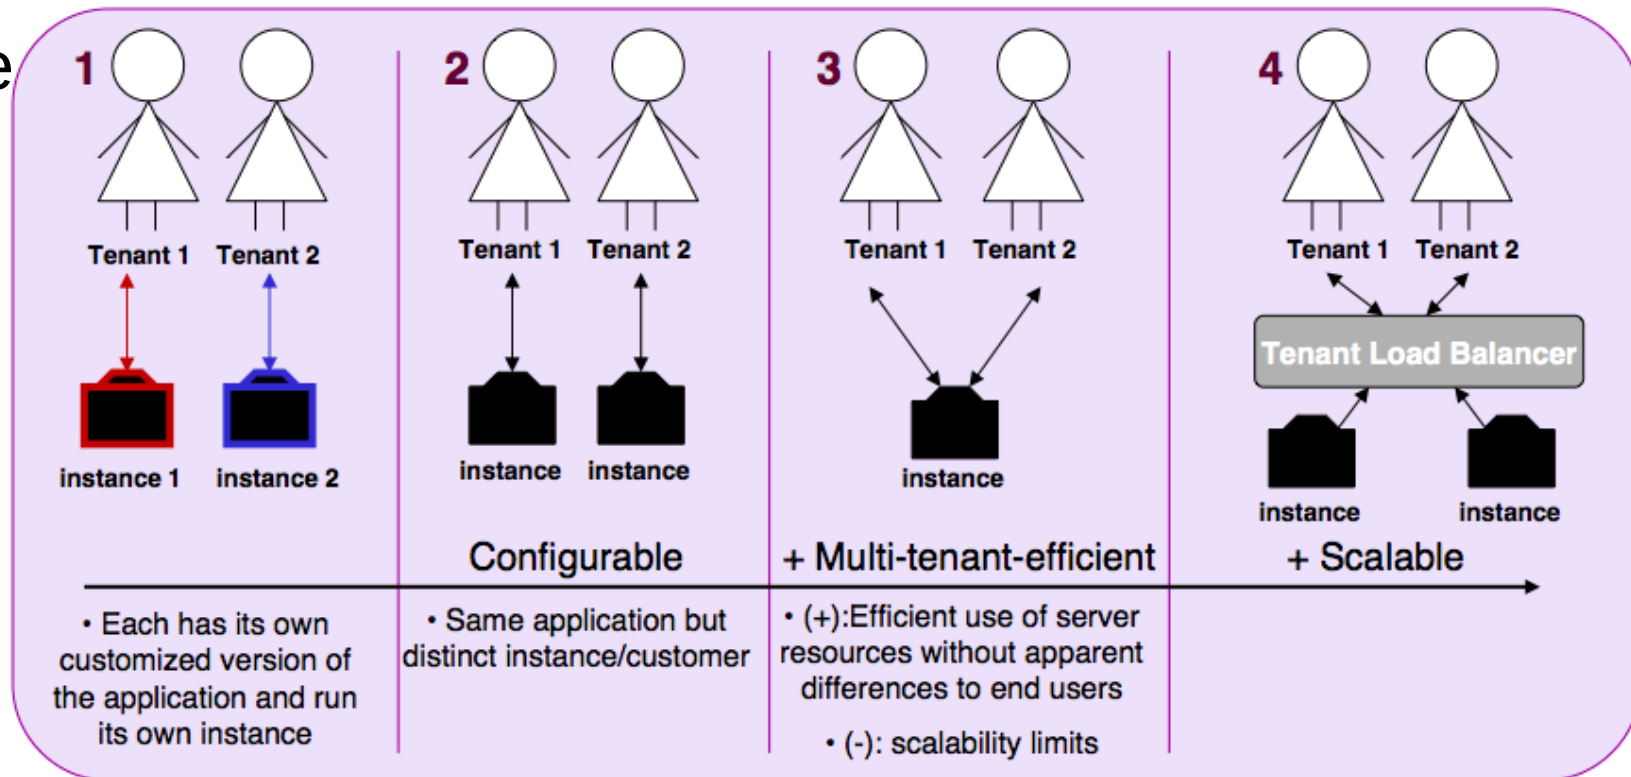 e
1
Tenant 1 Tenant 2
instance 1 instance 2
• Each has its own
customized version of
the application and run
its own instance
2
Tenant 1 Tenant 2
instance instance
Configurable
• Same application but
distinct instance/customer
3
Tenant 1 Tenant 2
instance
+ Multi-tenant-efficient
• (+):Efficient use of server
resources without apparent
differences to end users
• (-): scalability limits
4
Tenant 1 Tenant 2
Tenant Load Balancer
instance instance
+ Scalable